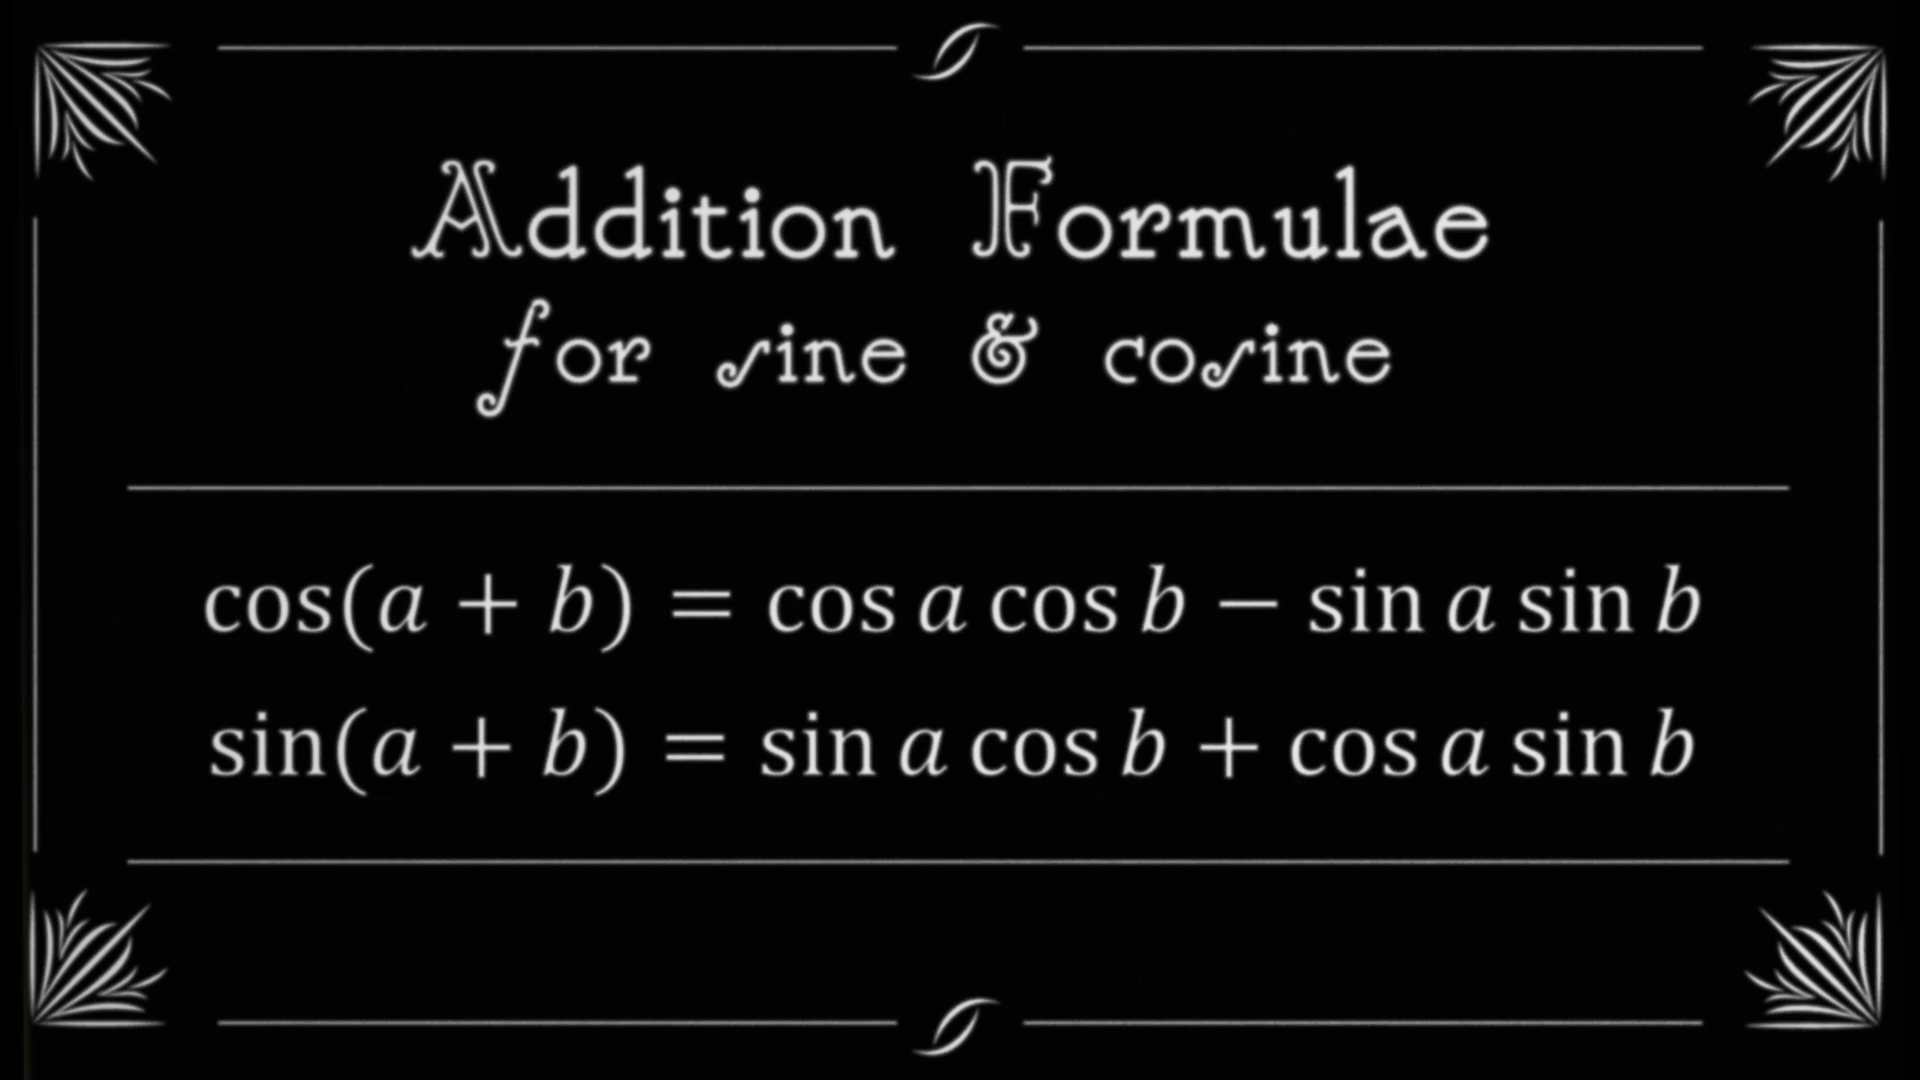 Addition Formulae
for sine & cosine
cos(a + b) = cos a cos b − sin a sin b
sin(a + b) = sin a cos b + cos a sin b